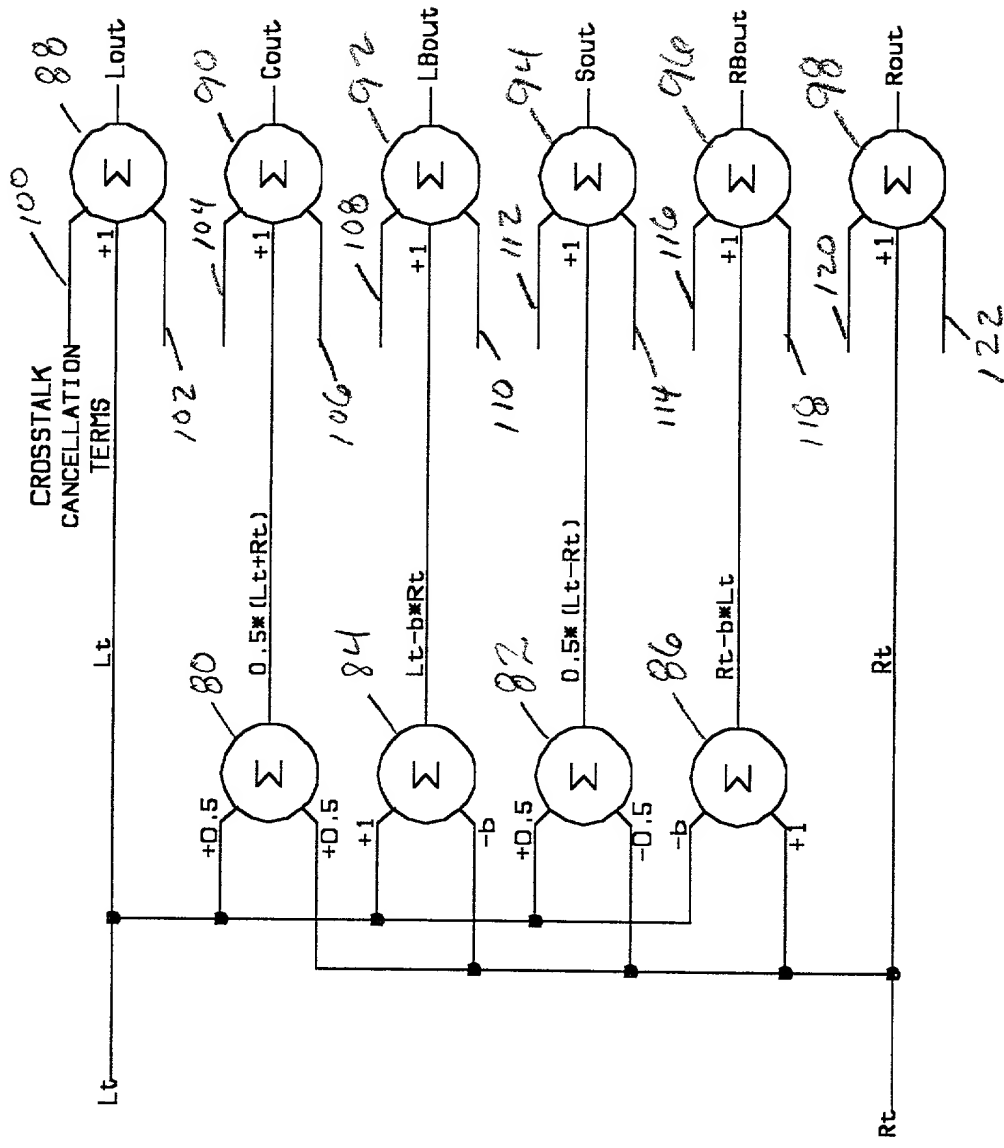 CROSSTALK
CANCELLATION
TERMS
100
88
Lt
Lt
+1
Σ
Lout
102
104
90
80
+0.5
+0.5
Σ
0.5*(Lt+Rt)
+1
Σ
Cout
106
108
92
84
+1
-b
Σ
Lt-b*Rt
+1
Σ
LBout
110
112
94
82
+0.5
-0.5
Σ
0.5*(Lt-Rt)
+1
Σ
Sout
114
116
96
86
-b
+1
Σ
Rt-b*Lt
+1
Σ
RBout
118
120
98
Rt
Rt
+1
Σ
Rout
122